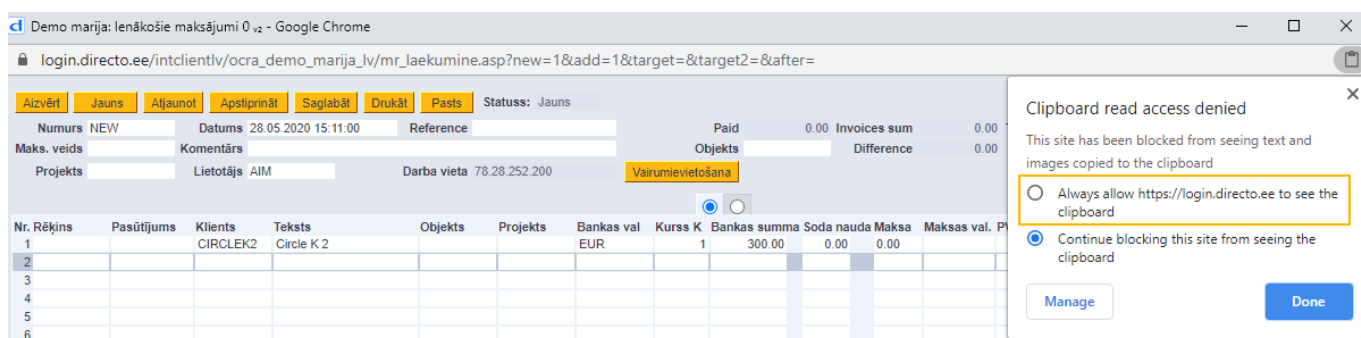 Demo marija: Ienākošie maksājumi 0 v2 - Google Chrome
login.directo.ee/intclientlv/ocra_demo_marija_lv/mr_laekumine.asp?new=1&add=1&target=&target2=&after=
Aizvērt Jauns Atjaunot Apstiprināt Saglabāt Drukāt Pasts Statuss: Jauns
Numurs NEW Datums 28.05.2020 15:11:00 Reference Paid 0.00 Invoices sum 0.00
Maks. veids Komentārs Objekts Difference 0.00
Projekts Lietotājs AIM Darba vieta 78.28.252.200 Vairumievietošana
Nr. Rēķins Pasūtījums Klients Teksts Objekts Projekts Bankas val Kurss K Bankas summa Soda nauda Maksa Maksas val.
1 CIRCLEK2 Circle K 2 EUR 1 300.00 0.00 0.00
2
3
4
5
6
Clipboard read access denied
This site has been blocked from seeing text and
images copied to the clipboard
Always allow https://login.directo.ee to see the
clipboard
Continue blocking this site from seeing the
clipboard
Manage Done